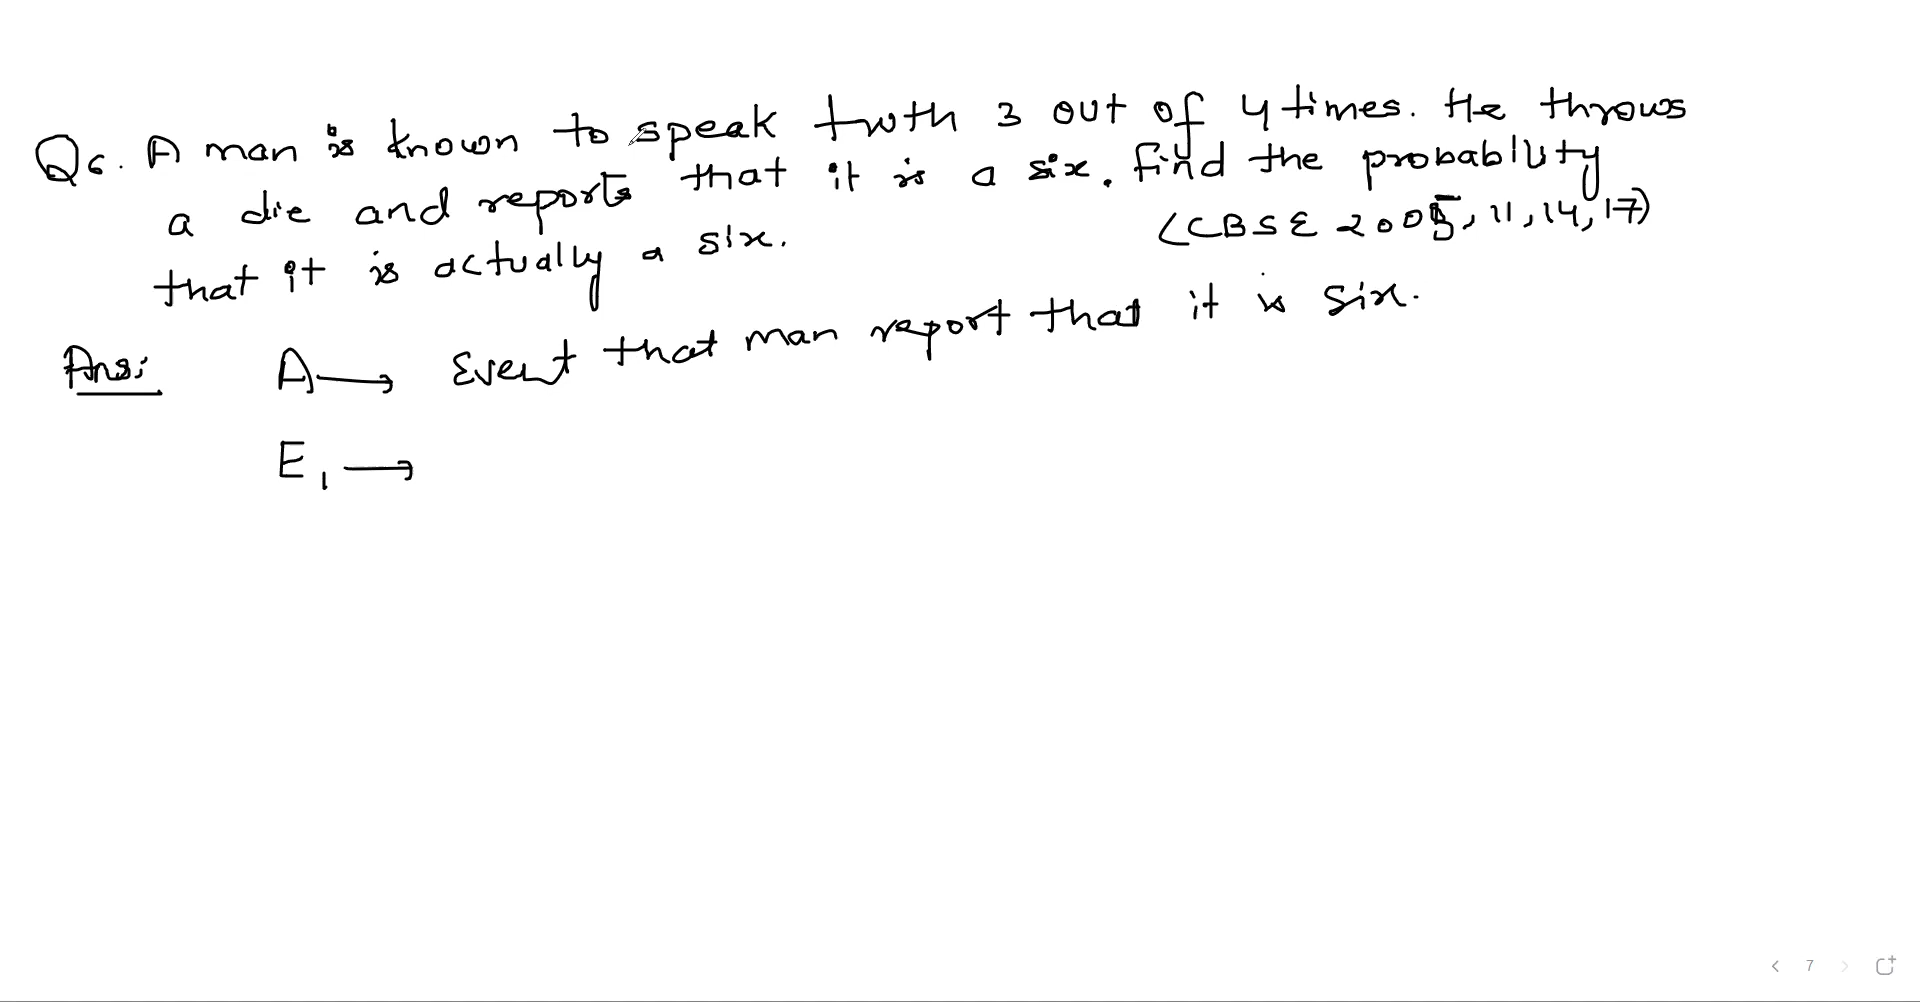 Q6. A man is known to speak truth 3 out of 4 times. He throws
a die and reports that it is a six. Find the probability
that it is actually a six. (CBSE 2005, 11, 14, 17)
Ans: A → Event that man report that it is six.
E1 →
7